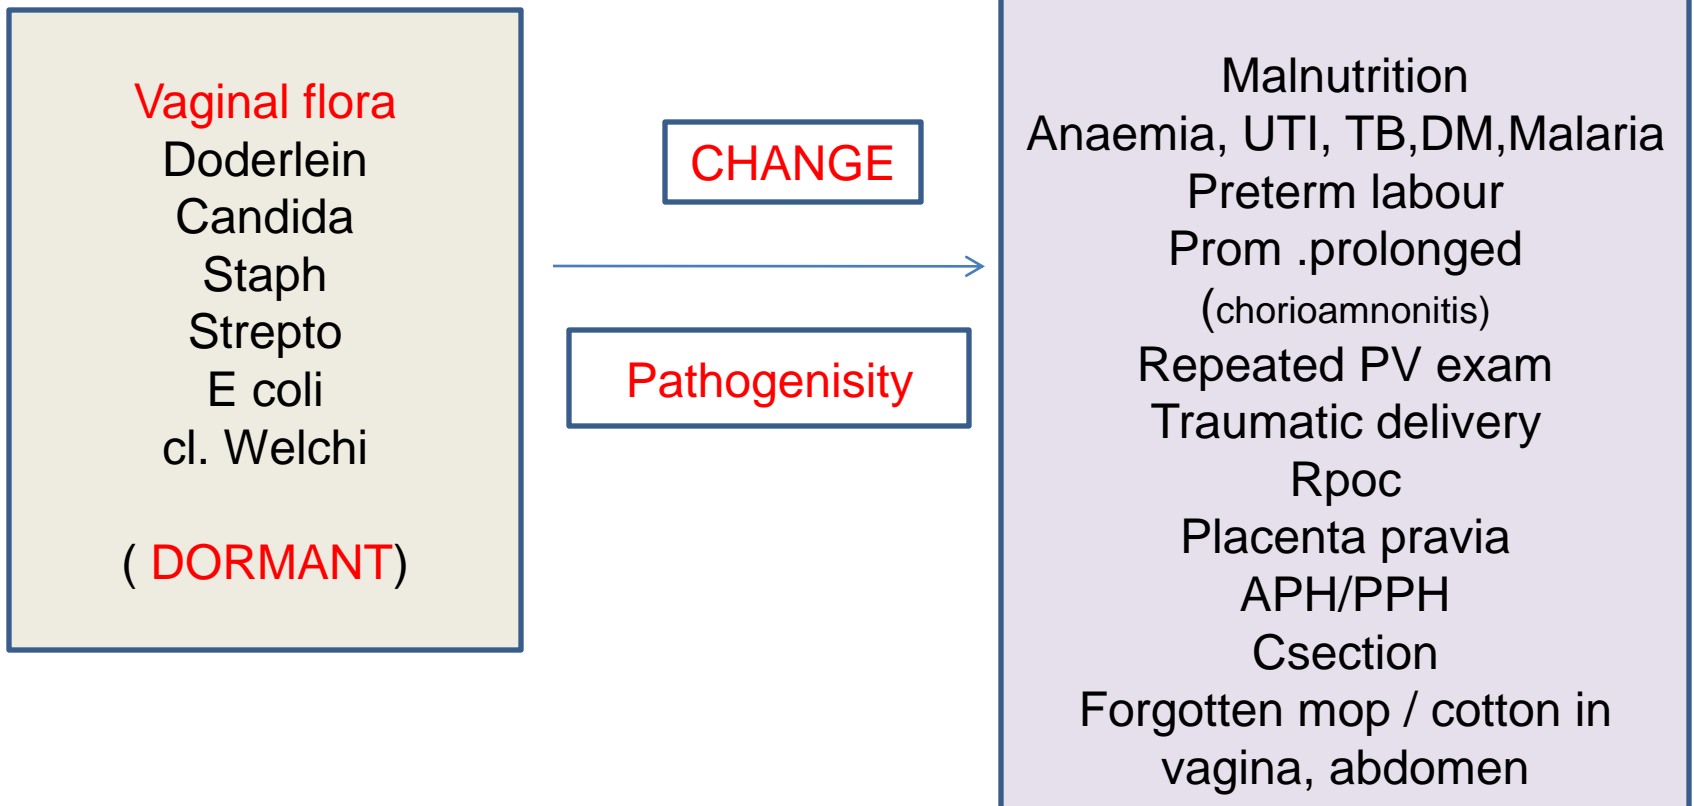 Vaginal flora
Doderlein
Candida
Staph
Strepto
E coli
cl. Welchi
( DORMANT)
CHANGE
Pathogenisity
Malnutrition
Anaemia, UTI, TB,DM,Malaria
Preterm labour
Prom .prolonged
(chorioamnonitis)
Repeated PV exam
Traumatic delivery
Rpoc
Placenta pravia
APH/PPH
Csection
Forgotten mop / cotton in
vagina, abdomen